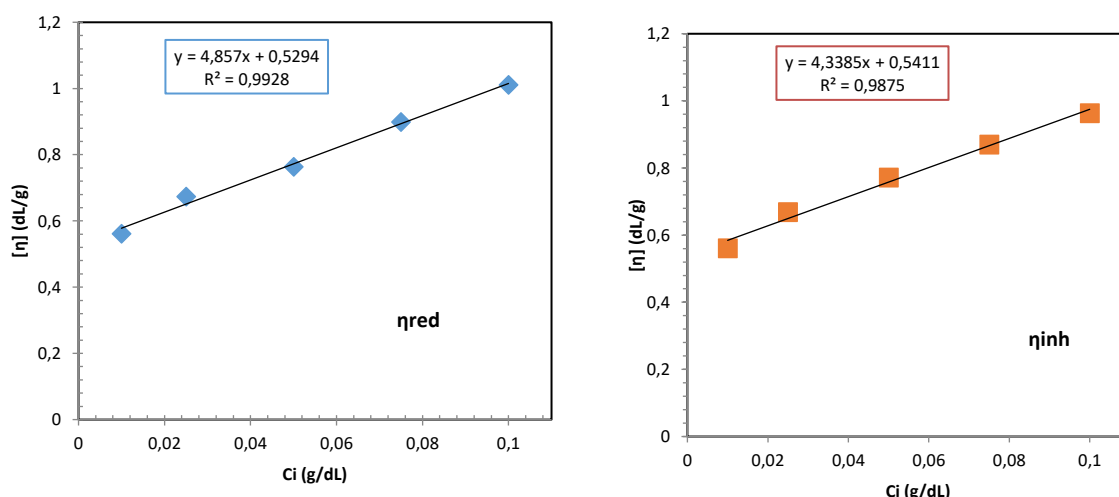 1,2
1
0,8
0,6
0,4
0,2
0
[η] (dL/g)
y = 4,857x + 0,5294
R² = 0,9928
ηred
0 0,02 0,04 0,06 0,08 0,1
Ci (g/dL)
1,2
1
0,8
0,6
0,4
0,2
0
[η] (dL/g)
y = 4,3385x + 0,5411
R² = 0,9875
ηinh
0 0,02 0,04 0,06 0,08 0,1
Ci (g/dL)